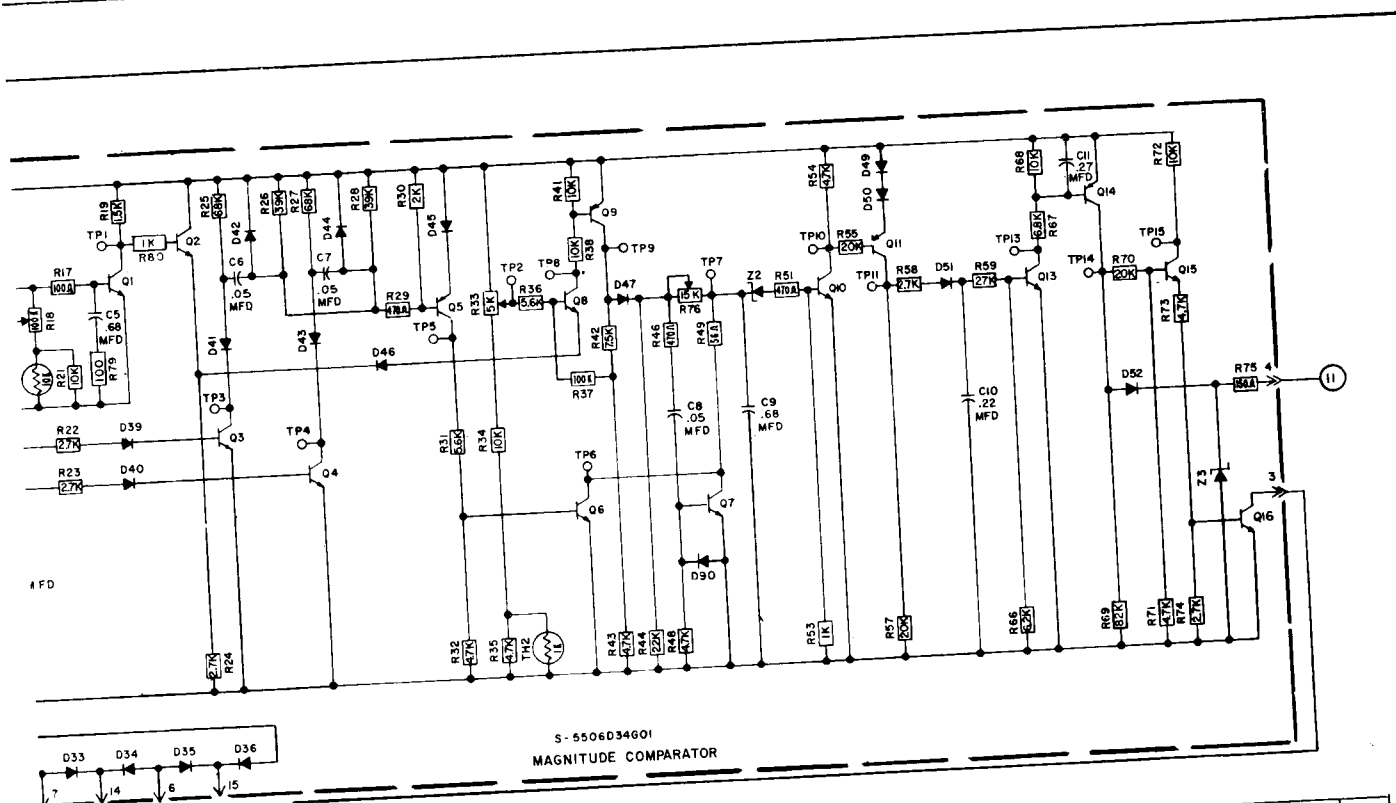 R19
1.5K
TP1
1K
R80
Q2
R17
100Ω
Q1
R18
100K
C5
.68
MFD
R21
10K
100
R79
R25
68K
D42
R26
39K
R27
68K
D44
R28
39K
R30
2K
D45
C6
.05
MFD
C7
.05
MFD
R29
470Ω
Q5
TP5
D41
D43
D46
TP3
TP4
R22
2.7K
D39
Q3
R23
2.7K
D40
Q4
2.7K
R24
R33
5K
TP2
R36
5.6K
TP8
Q8
R41
10K
Q9
10K
R38
TP9
D47
R42
7.5K
100K
R37
R31
5.6K
R34
10K
R32
4.7K
R35
4.7K
TH2
1K
TP6
Q6
Q7
D90
R43
4.7K
R44
22K
R48
4.7K
R46
470Ω
15K
R76
TP7
R49
56Ω
C8
.05
MFD
C9
.68
MFD
Z2
R51
470Ω
R54
4.7K
TP10
Q10
R55
20K
D49
D50
Q11
TP11
R58
2.7K
D51
R59
27K
R53
1K
R57
20K
C10
.22
MFD
R68
10K
C11
.27
MFD
Q14
6.8K
R67
TP13
Q13
R66
6.2K
TP14
R70
20K
R72
10K
TP15
Q15
R73
4.7K
D52
R75
150Ω
4
11
Z3
3
Q16
R69
82K
R71
4.7K
R74
2.7K
FD
S-5506D34G01
MAGNITUDE COMPARATOR
D33
D34
D35
D36
7
14
6
15